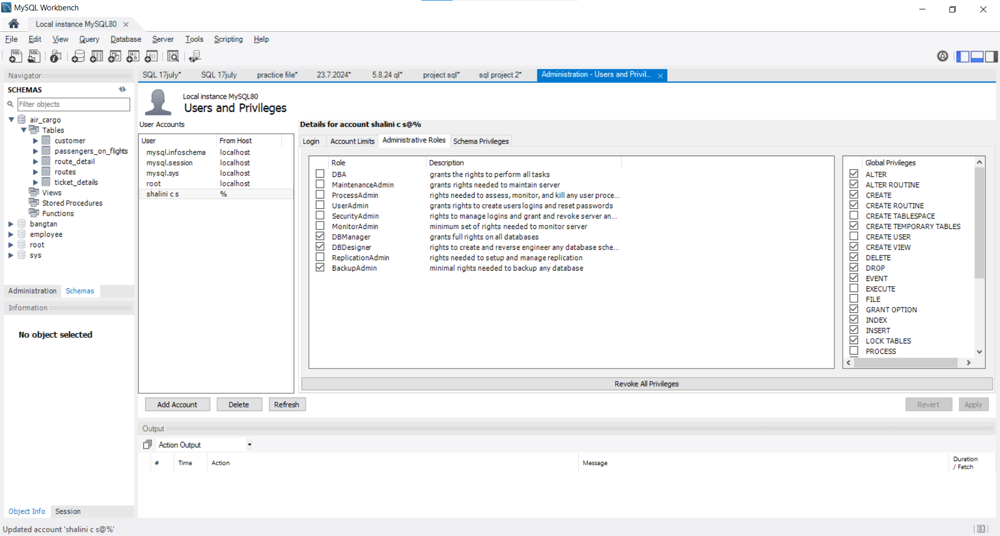 MySQL Workbench
Local instance MySQL80
File Edit View Query Database Server Tools Scripting Help
Navigator
SCHEMAS
Filter objects
air_cargo
Tables
customer
passengers_on_flights
route_detail
routes
ticket_details
Views
Stored Procedures
Functions
bangtan
employee
root
sys
Administration Schemas
Information
No object selected
Object Info Session
SQL 17july* SQL 17july practice file* 23.7.2024* 5.8.24 ql* project sql* sql project 2* Administration - Users and Privil...
Local instance MySQL80
Users and Privileges
User Accounts
User From Host
mysql.infoschema localhost
mysql.session localhost
mysql.sys localhost
root localhost
shalini c s %
Add Account Delete Refresh
Details for account shalini c s@%
Login Account Limits Administrative Roles Schema Privileges
Role Description
DBA grants the rights to perform all tasks
MaintenanceAdmin grants rights needed to maintain server
ProcessAdmin rights needed to assess, monitor, and kill any user proce...
UserAdmin grants rights to create users logins and reset passwords
SecurityAdmin rights to manage logins and grant and revoke server an...
MonitorAdmin minimum set of rights needed to monitor server
DBManager grants full rights on all databases
DBDesigner rights to create and reverse engineer any database sche...
ReplicationAdmin rights needed to setup and manage replication
BackupAdmin minimal rights needed to backup any database
Global Privileges
ALTER
ALTER ROUTINE
CREATE
CREATE ROUTINE
CREATE TABLESPACE
CREATE TEMPORARY TABLES
CREATE USER
CREATE VIEW
DELETE
DROP
EVENT
EXECUTE
FILE
GRANT OPTION
INDEX
INSERT
LOCK TABLES
PROCESS
Revoke All Privileges
Revert Apply
Output
Action Output
# Time Action Message Duration / Fetch
Updated account 'shalini c s@%'